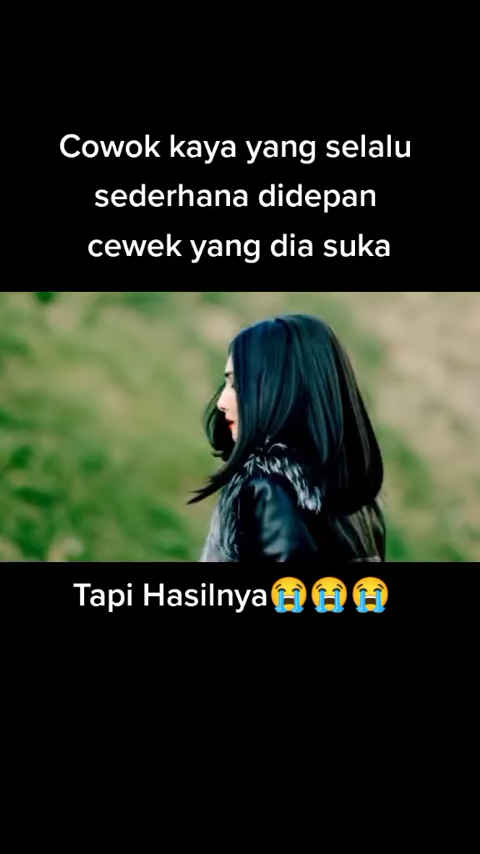 Cowok kaya yang selalu
sederhana didepan
cewek yang dia suka
Tapi Hasilnya😭😭😭